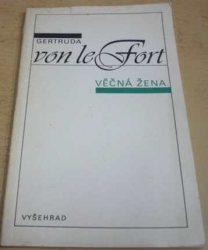 GERTRUDA
von le Fort
VĚČNÁ ŽENA
VYŠEHRAD